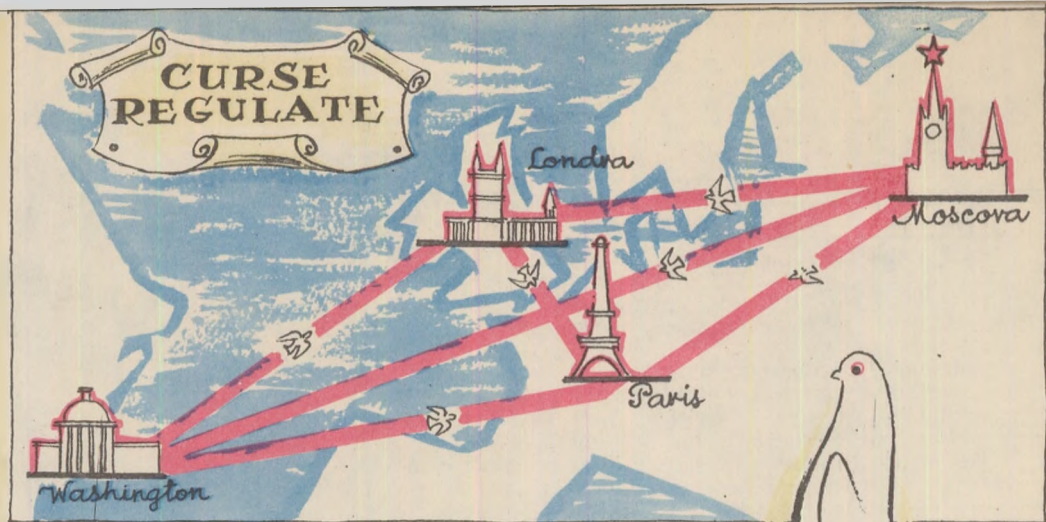 CURSE
REGULATE
Londra
Moscova
Paris
Washington